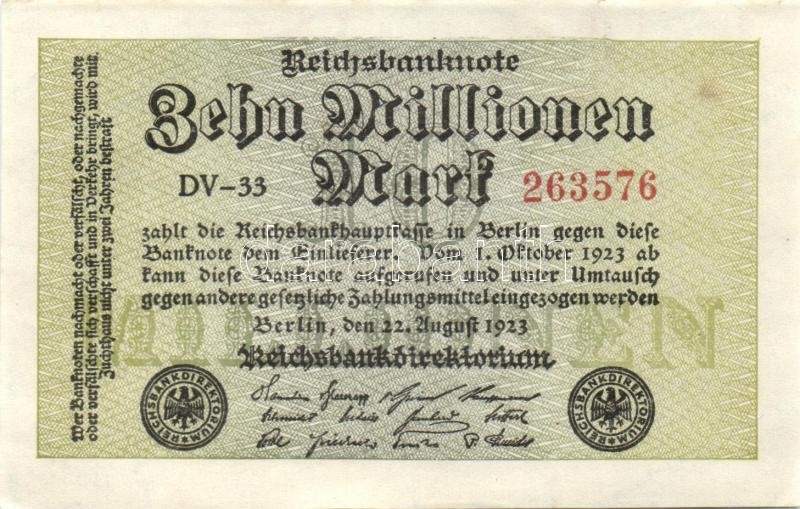 Reichsbanknote
Zehn Millionen
Mark
DV-33
263576
zahlt die Reichsbankhauptkasse in Berlin gegen diese
Banknote dem Einlieferer. Vom 1. Oktober 1923 ab
kann diese Banknote aufgerufen und unter Umtausch
gegen andere gesetzliche Zahlungsmittel eingezogen werden
Berlin, den 22. August 1923
Reichsbankdirektorium
REICHSBANKDIREKTORIUM
REICHSBANKDIREKTORIUM
Wer Banknoten nachmacht oder verfälscht, oder nachgemachte
oder verfälschte sich verschafft und in Verkehr bringt, wird mit
Zuchthaus nicht unter zwei Jahren bestraft
10